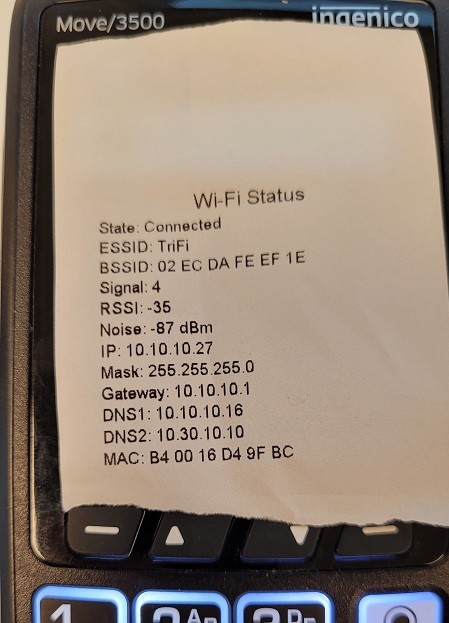 Move/3500 ingenico
Wi-Fi Status
State: Connected
ESSID: TriFi
BSSID: 02 EC DA FE EF 1E
Signal: 4
RSSI: -35
Noise: -87 dBm
IP: 10.10.10.27
Mask: 255.255.255.0
Gateway: 10.10.10.1
DNS1: 10.10.10.16
DNS2: 10.30.10.10
MAC: B4 00 16 D4 9F BC